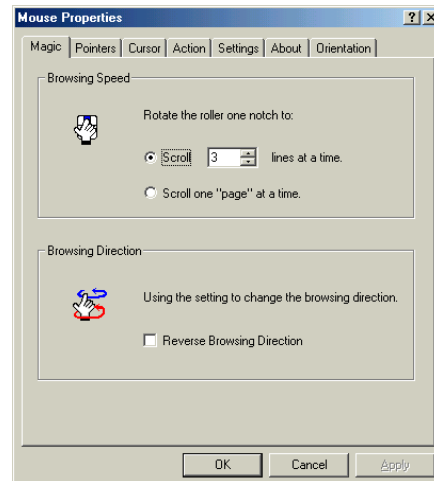 Mouse Properties
Magic Pointers Cursor Action Settings About Orientation
Browsing Speed
Rotate the roller one notch to:
Scroll 3 lines at a time.
Scroll one "page" at a time.
Browsing Direction
Using the setting to change the browsing direction.
Reverse Browsing Direction
OK Cancel Apply